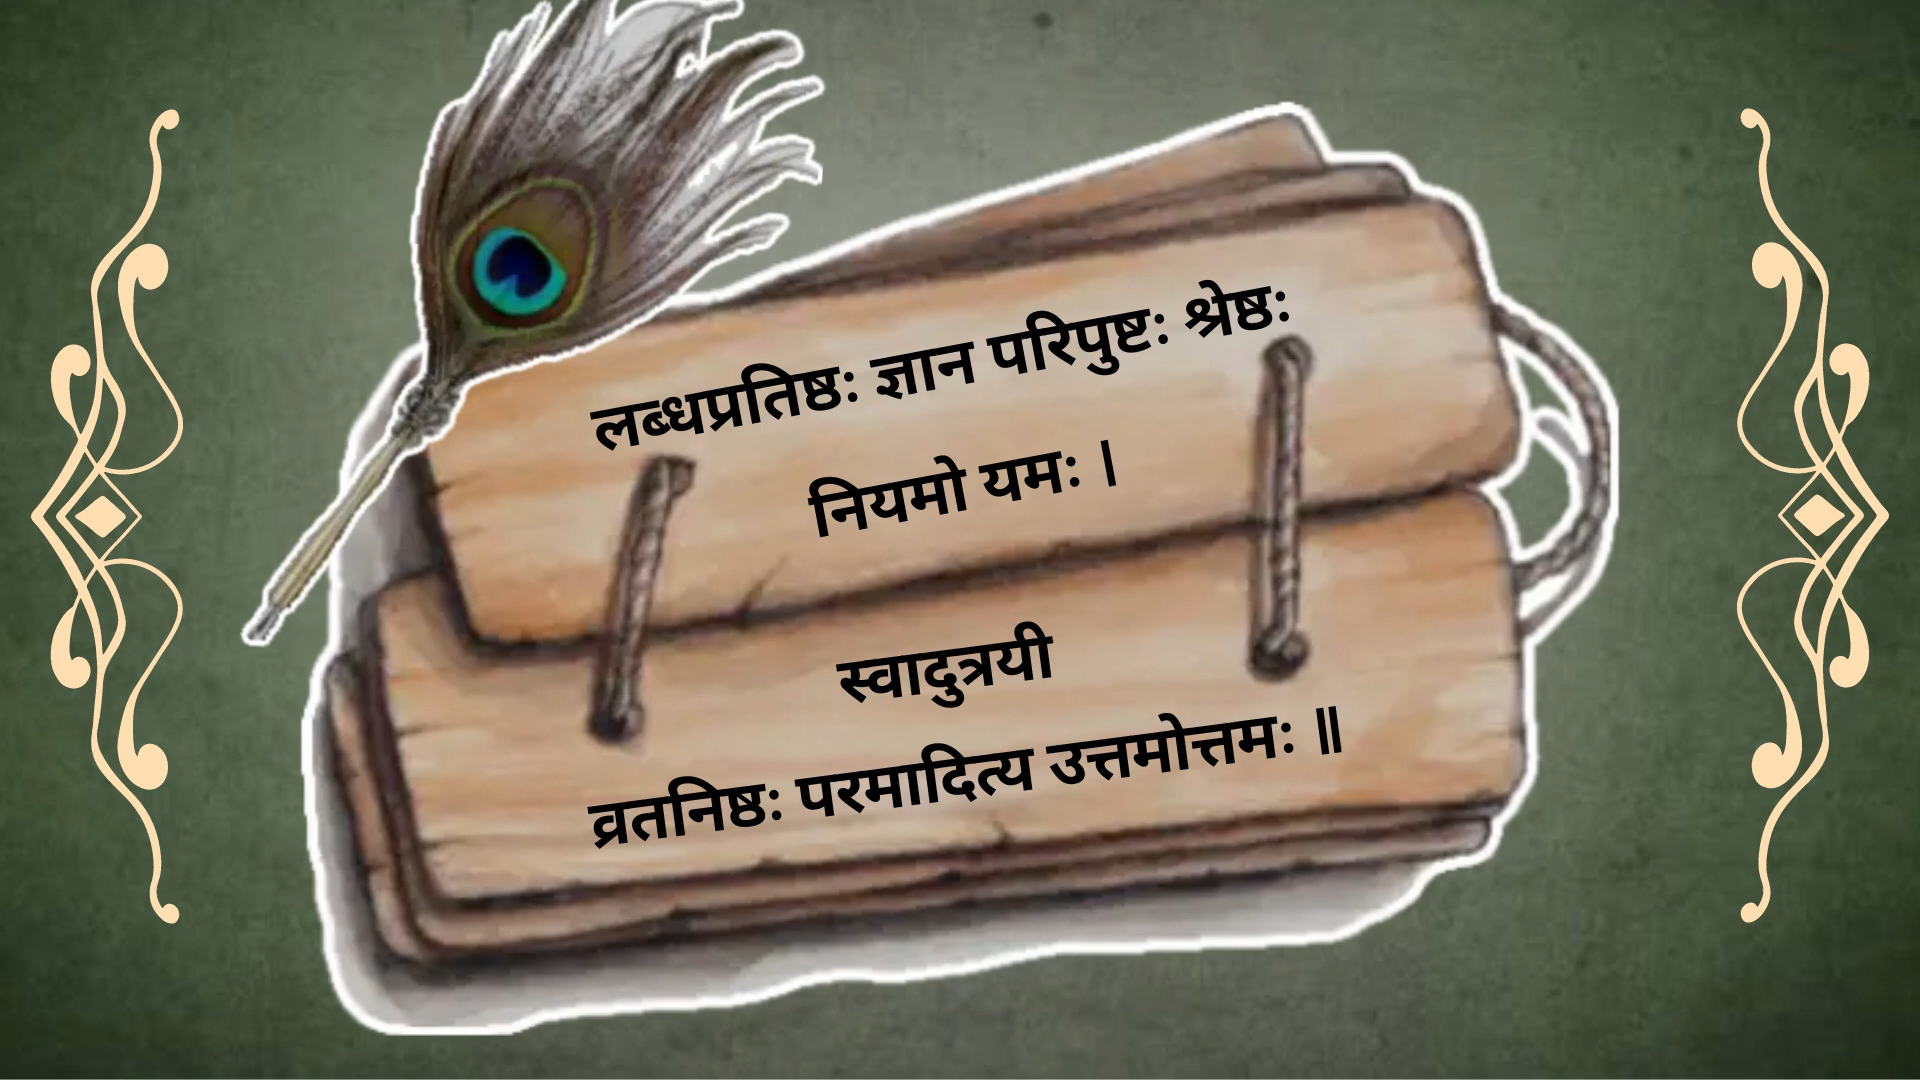 लब्धप्रतिष्ठः ज्ञान परिपुष्टः श्रेष्ठः
नियमो यमः ।
स्वादुत्रयी
व्रतनिष्ठः परमादित्य उत्तमोत्तमः ॥